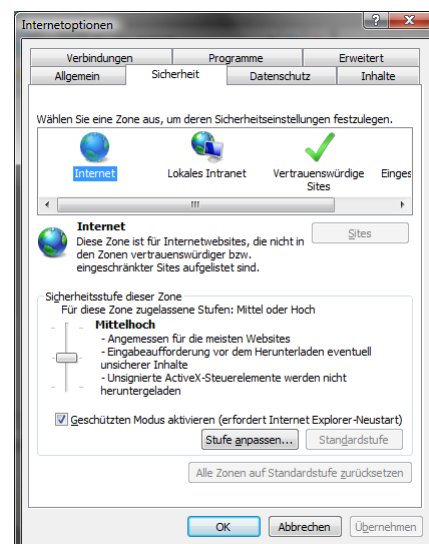 Internetoptionen
Verbindungen Programme Erweitert
Allgemein Sicherheit Datenschutz Inhalte
Wählen Sie eine Zone aus, um deren Sicherheitseinstellungen festzulegen.
Internet Lokales Intranet Vertrauenswürdige Sites Einges
Internet
Sites
Diese Zone ist für Internetwebsites, die nicht in
den Zonen vertrauenswürdiger bzw.
eingeschränkter Sites aufgelistet sind.
Sicherheitsstufe dieser Zone
Für diese Zone zugelassene Stufen: Mittel oder Hoch
Mittelhoch
- Angemessen für die meisten Websites
- Eingabeaufforderung vor dem Herunterladen eventuell
unsicherer Inhalte
- Unsignierte ActiveX-Steuerelemente werden nicht
heruntergeladen
Geschützten Modus aktivieren (erfordert Internet Explorer-Neustart)
Stufe anpassen... Standardstufe
Alle Zonen auf Standardstufe zurücksetzen
OK Abbrechen Übernehmen